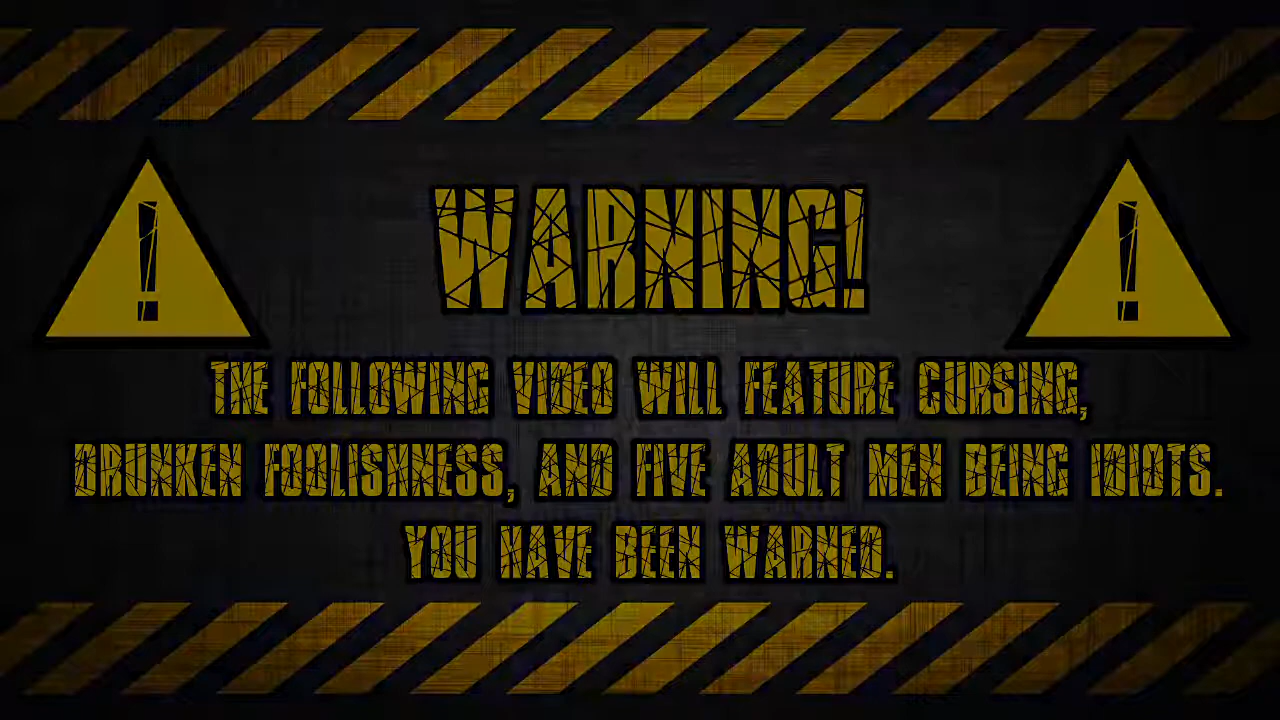 WARNING!
THE FOLLOWING VIDEO WILL FEATURE CURSING,
DRUNKEN FOOLISHNESS, AND FIVE ADULT MEN BEING IDIOTS.
YOU HAVE BEEN WARNED.